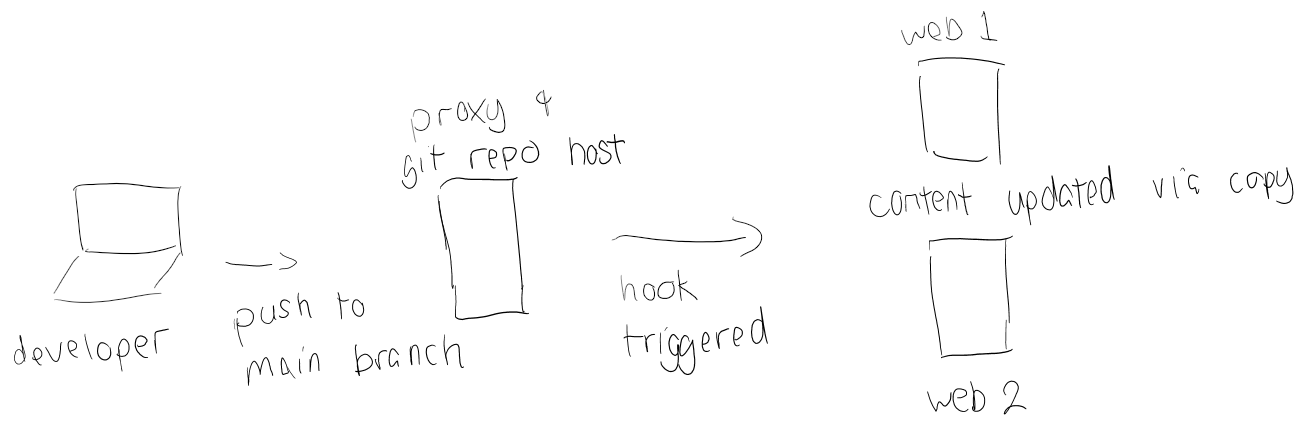 web 1
proxy &
git repo host
content updated via copy
developer
push to
main branch
hook
triggered
web 2